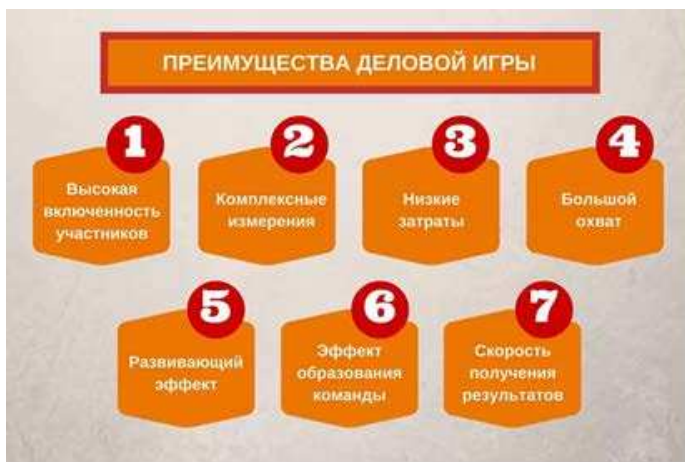 ПРЕИМУЩЕСТВА ДЕЛОВОЙ ИГРЫ
1
Высокая
включенность
участников
2
Комплексные
измерения
3
Низкие
затраты
4
Большой
охват
5
Развивающий
эффект
6
Эффект
образования
команды
7
Скорость
получения
результатов